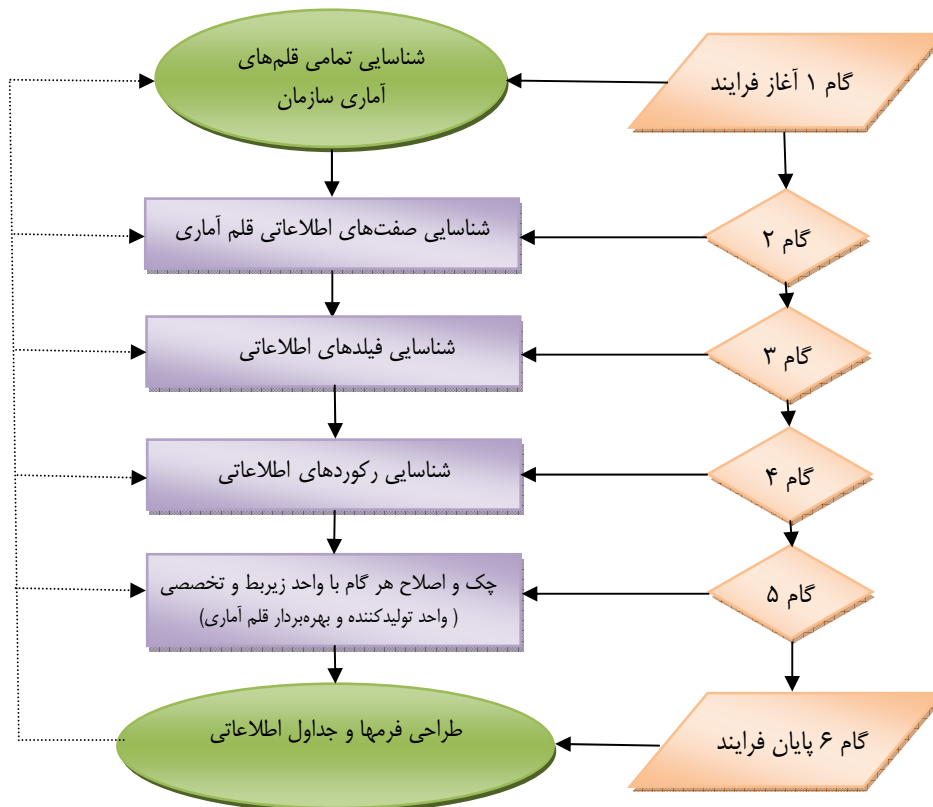 گام ۱ آغاز فرایند
شناسایی تمامی قلم‌های
آماری سازمان
گام ۲
شناسایی صفت‌های اطلاعاتی قلم آماری
گام ۳
شناسایی فیلدهای اطلاعاتی
گام ۴
شناسایی رکوردهای اطلاعاتی
گام ۵
چک و اصلاح هر گام با واحد زیربط و تخصصی
( واحد تولیدکننده و بهره‌بردار قلم آماری)
گام ۶ پایان فرایند
طراحی فرمها و جداول اطلاعاتی